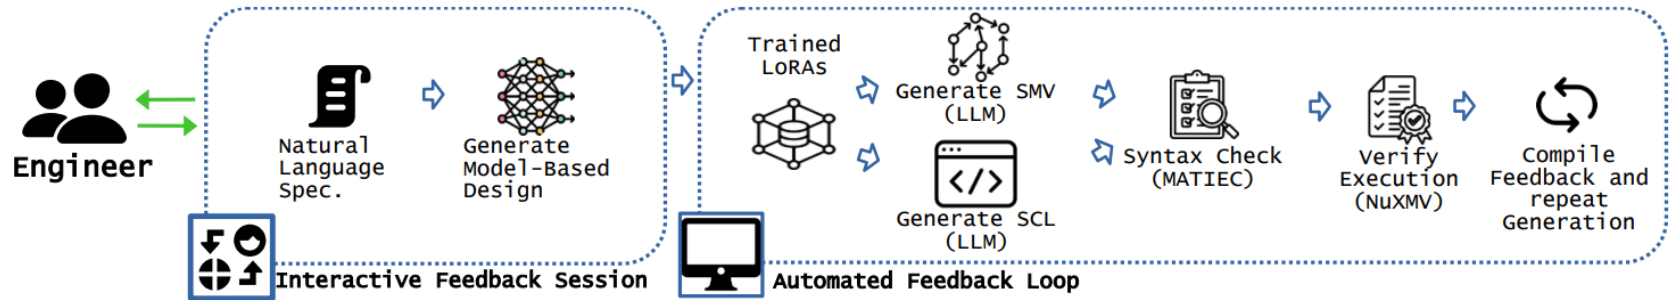 Engineer
Natural
Language
Spec.
Generate
Model-Based
Design
Interactive Feedback Session
Trained
LoRAs
Generate SMV
(LLM)
</>
Generate SCL
(LLM)
Syntax Check
(MATIEC)
Verify
Execution
(NuXMV)
Compile
Feedback and
repeat
Generation
Automated Feedback Loop